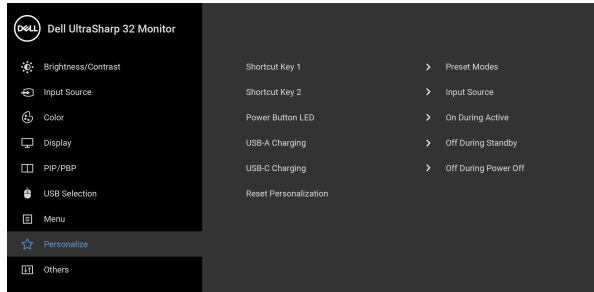 DELL Dell UltraSharp 32 Monitor
Brightness/Contrast
Input Source
Color
Display
PIP/PBP
USB Selection
Menu
Personalize
Others
Shortcut Key 1 > Preset Modes
Shortcut Key 2 > Input Source
Power Button LED > On During Active
USB-A Charging > Off During Standby
USB-C Charging > Off During Power Off
Reset Personalization